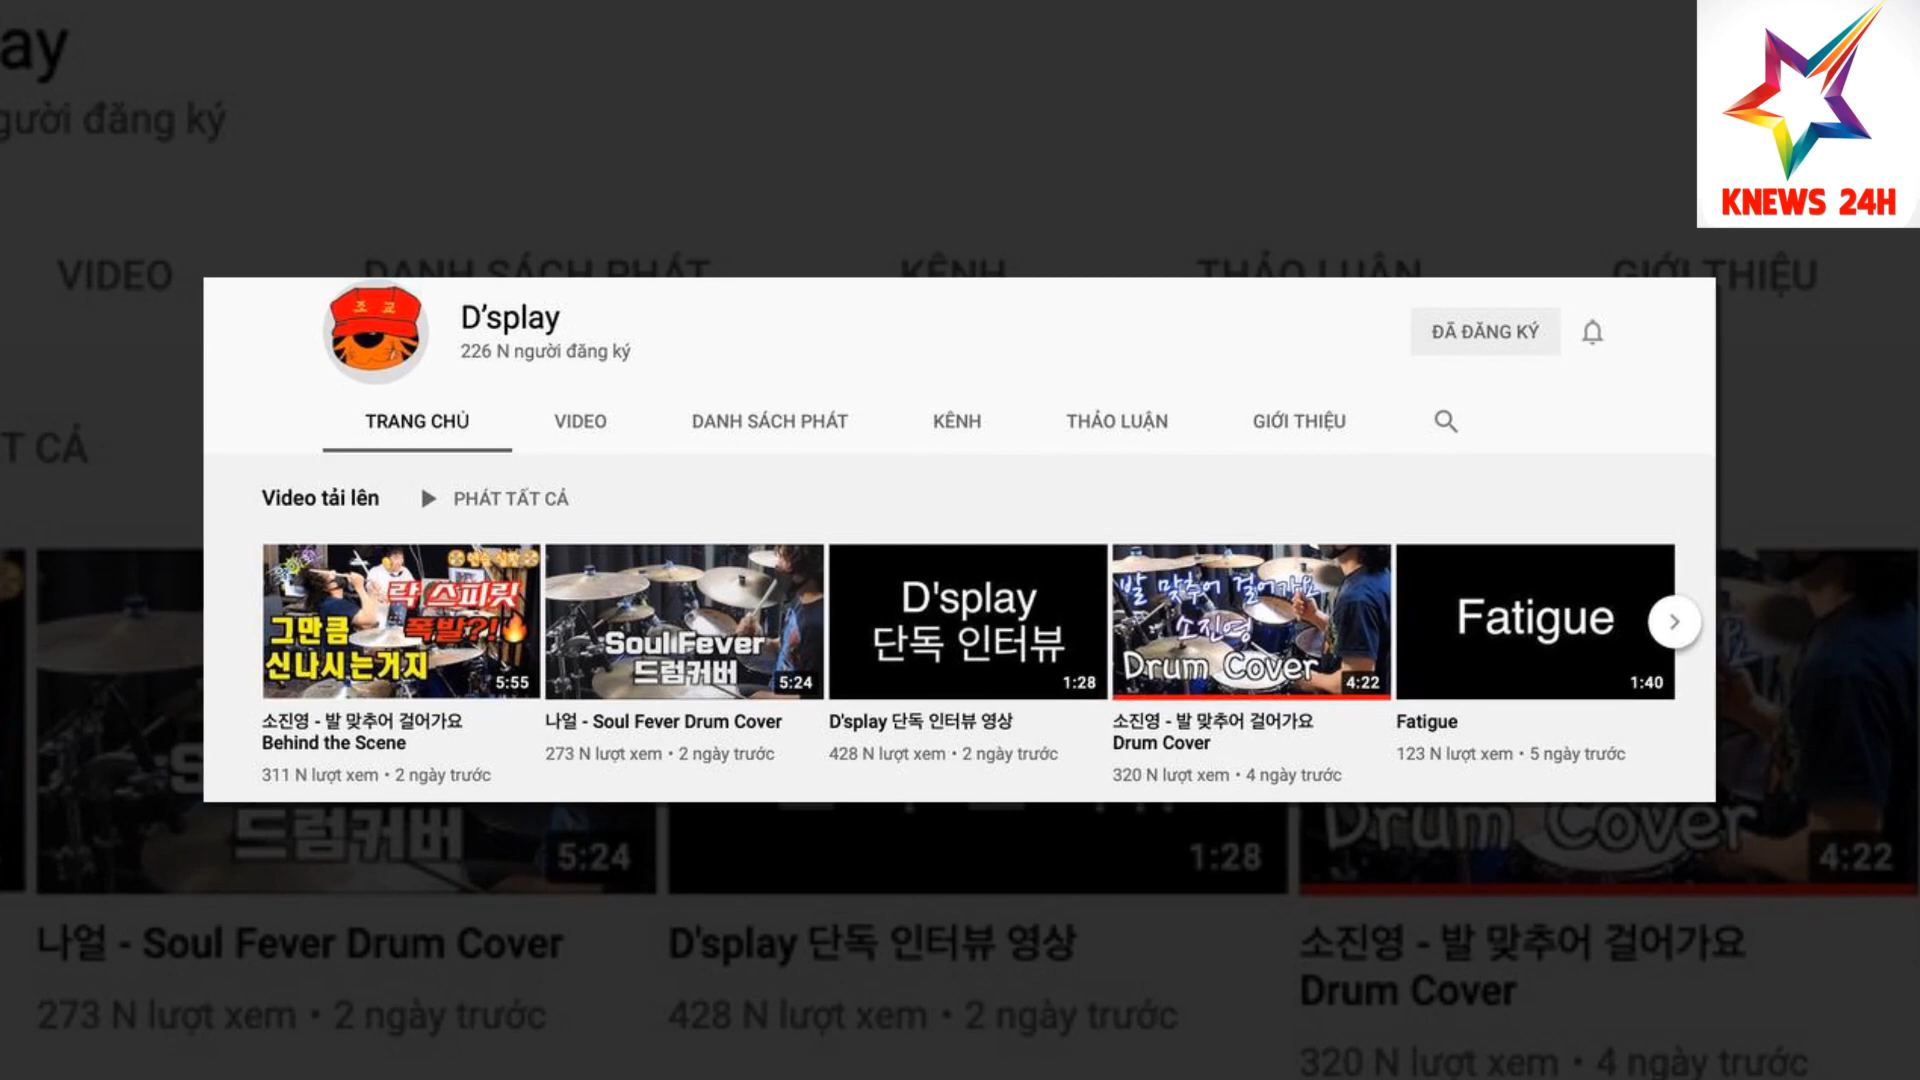 ay
gười đăng ký
KNEWS 24H
VIDEO
DANH SÁCH PHÁT
KÊNH
THẢO LUẬN
GIỚI THIỆU
조교
D'splay
226 N người đăng ký
ĐÃ ĐĂNG KÝ
TRANG CHỦ
VIDEO
DANH SÁCH PHÁT
KÊNH
THẢO LUẬN
GIỚI THIỆU
T CẢ
Video tải lên
PHÁT TẤT CẢ
락 스피릿
폭발?!
그만큼
신나시는거지
5:55
Soul Fever
드럼커버
5:24
D'splay
단독 인터뷰
1:28
발 맞추어 걸어가요
소진영
Drum Cover
4:22
Fatigue
1:40
소진영 - 발 맞추어 걸어가요
Behind the Scene
311 N lượt xem • 2 ngày trước
나얼 - Soul Fever Drum Cover
273 N lượt xem • 2 ngày trước
D'splay 단독 인터뷰 영상
428 N lượt xem • 2 ngày trước
소진영 - 발 맞추어 걸어가요
Drum Cover
320 N lượt xem • 4 ngày trước
Fatigue
123 N lượt xem • 5 ngày trước
드럼커버
5:24
1:28
Drum Cover
4:22
나얼 - Soul Fever Drum Cover
273 N lượt xem • 2 ngày trước
D'splay 단독 인터뷰 영상
428 N lượt xem • 2 ngày trước
소진영 - 발 맞추어 걸어가요
Drum Cover
320 N lượt xem • 4 ngày trước